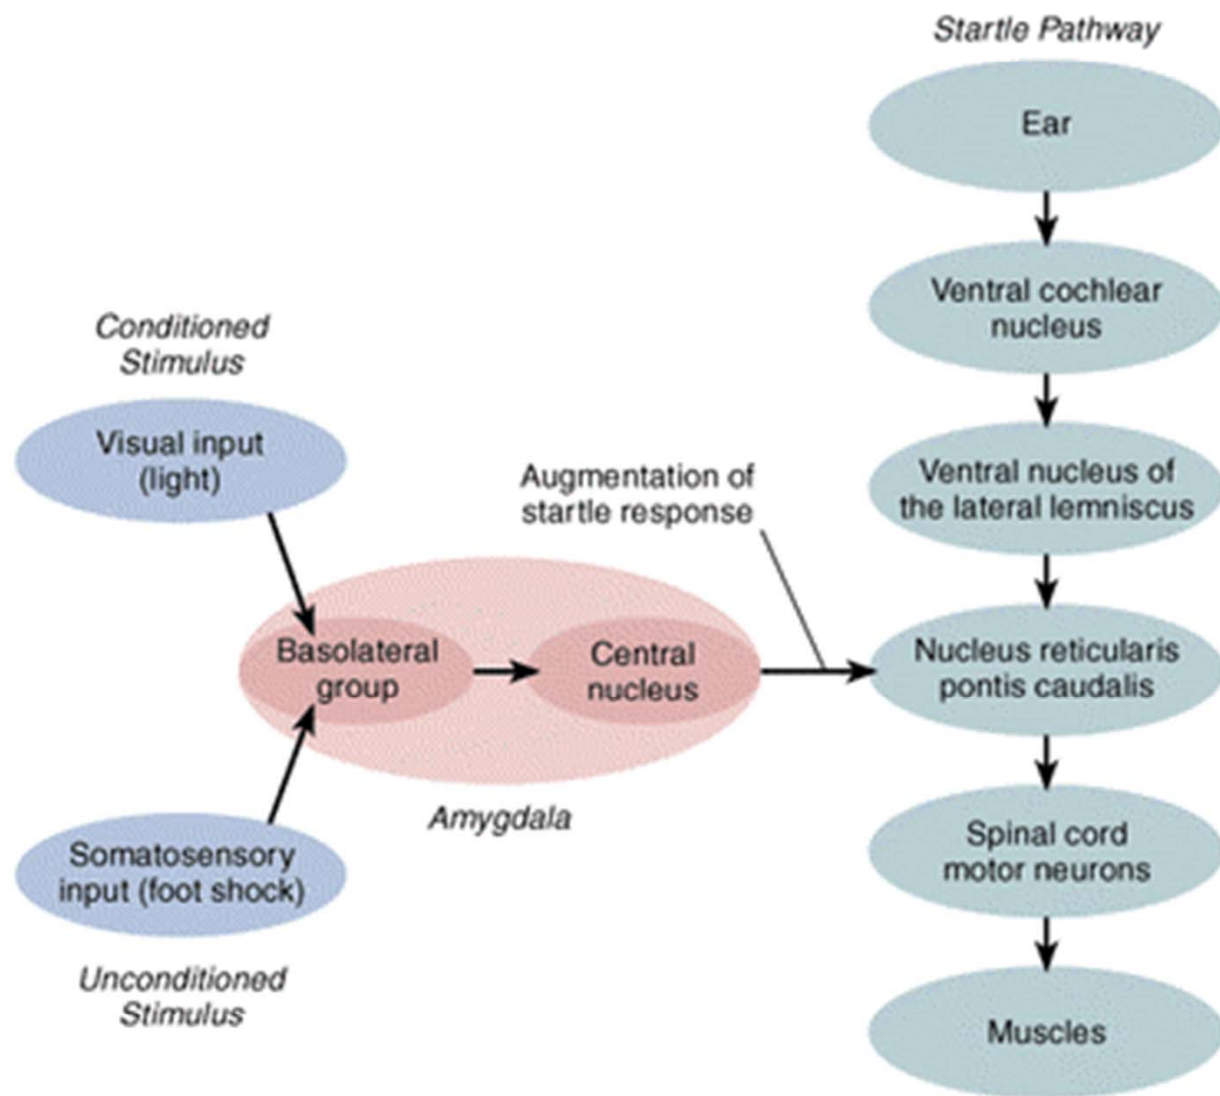 Startle Pathway
Ear
Ventral cochlear
nucleus
Conditioned
Stimulus
Visual input
(light)
Augmentation of
startle response
Ventral nucleus of
the lateral lemniscus
Basolateral
group
Central
nucleus
Nucleus reticularis
pontis caudalis
Amygdala
Somatosensory
input (foot shock)
Spinal cord
motor neurons
Unconditioned
Stimulus
Muscles